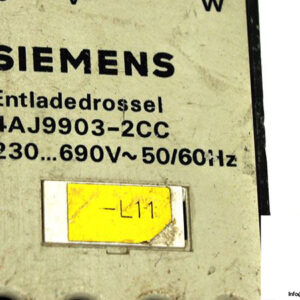 W
SIEMENS
Entladedrossel
4AJ9903-2CC
230...690V~ 50/60Hz
-L11